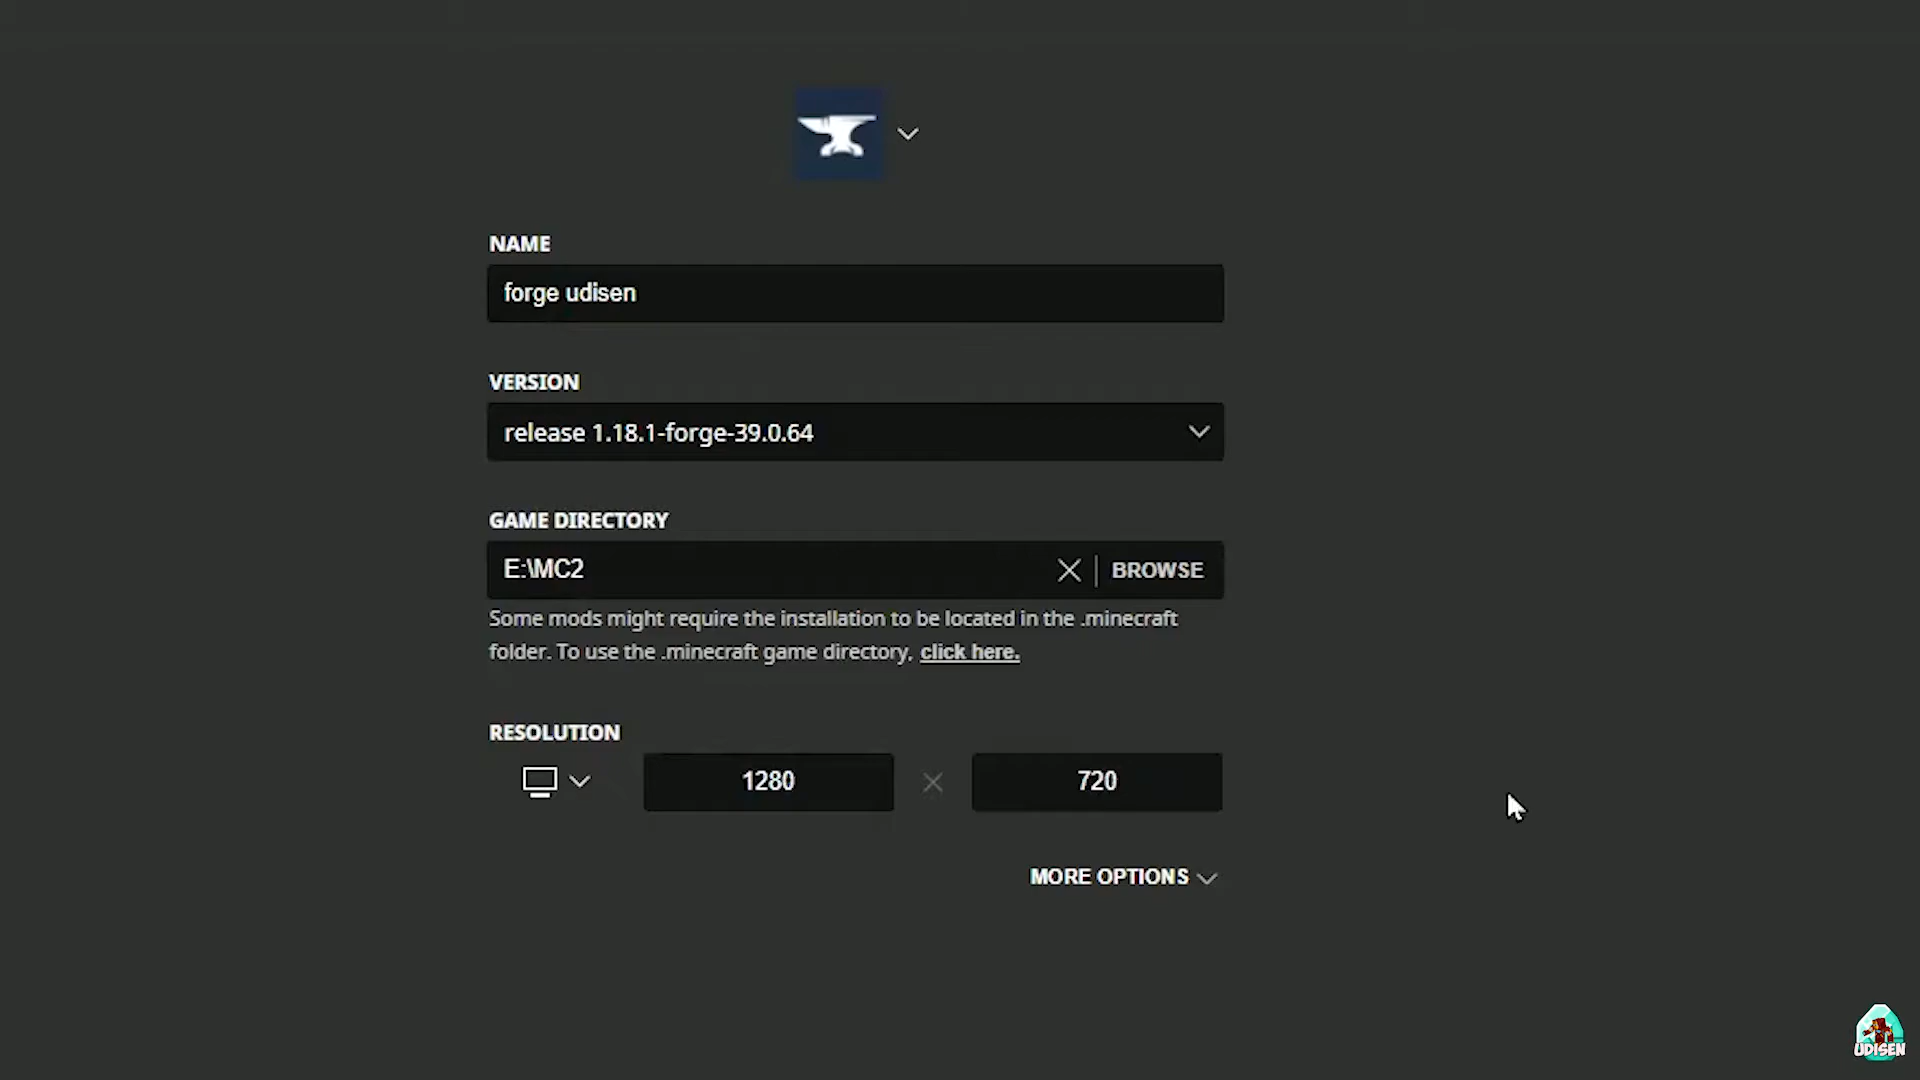 NAME
forge udisen
VERSION
release 1.18.1-forge-39.0.64
GAME DIRECTORY
E:\MC2
BROWSE
Some mods might require the installation to be located in the .minecraft
folder. To use the .minecraft game directory, click here.
RESOLUTION
1280
720
MORE OPTIONS
UDISEN